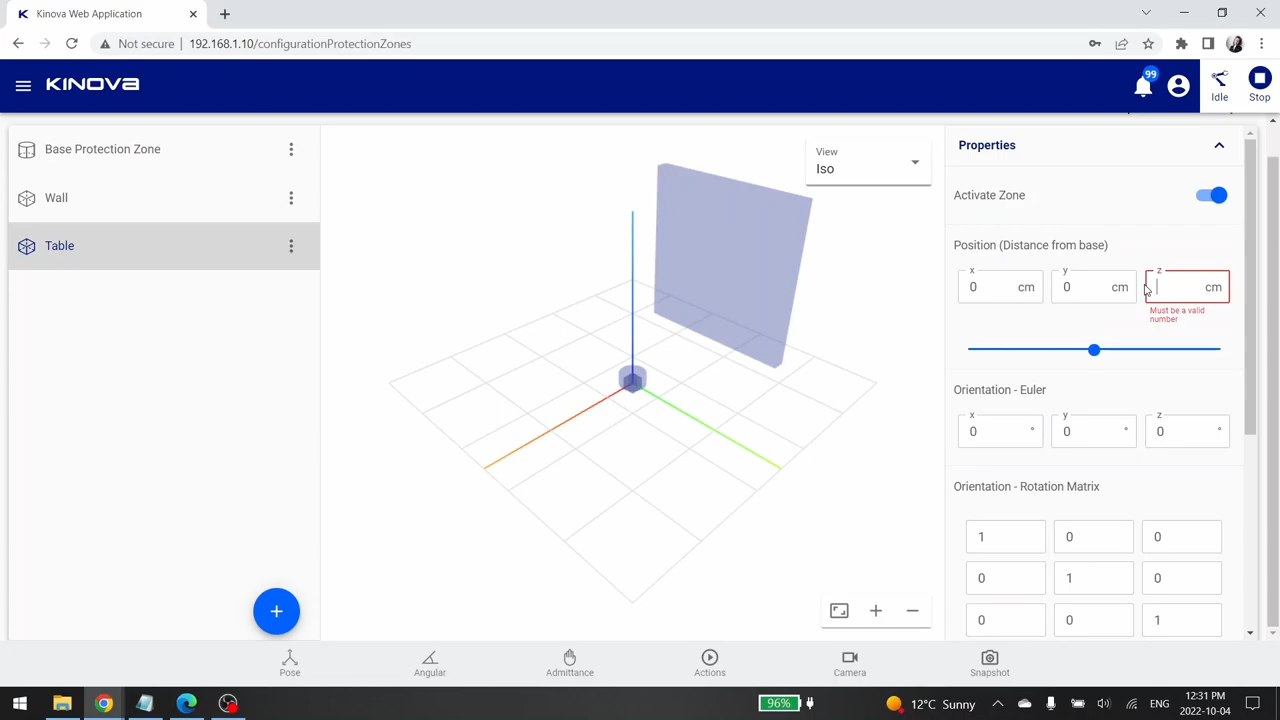 Kinova Web Application
Not secure
192.168.1.10/configurationProtectionZones
KINOVA
99
Idle
Stop
Base Protection Zone
Wall
Table
View
Iso
Properties
Activate Zone
Position (Distance from base)
x
0 cm
y
0 cm
z
cm
Must be a valid
number
Orientation - Euler
x
0 °
y
0 °
z
0 °
Orientation - Rotation Matrix
1 0 0
0 1 0
0 0 1
Pose
Angular
Admittance
Actions
Camera
Snapshot
96%
12°C Sunny
ENG
12:31 PM
2022-10-04